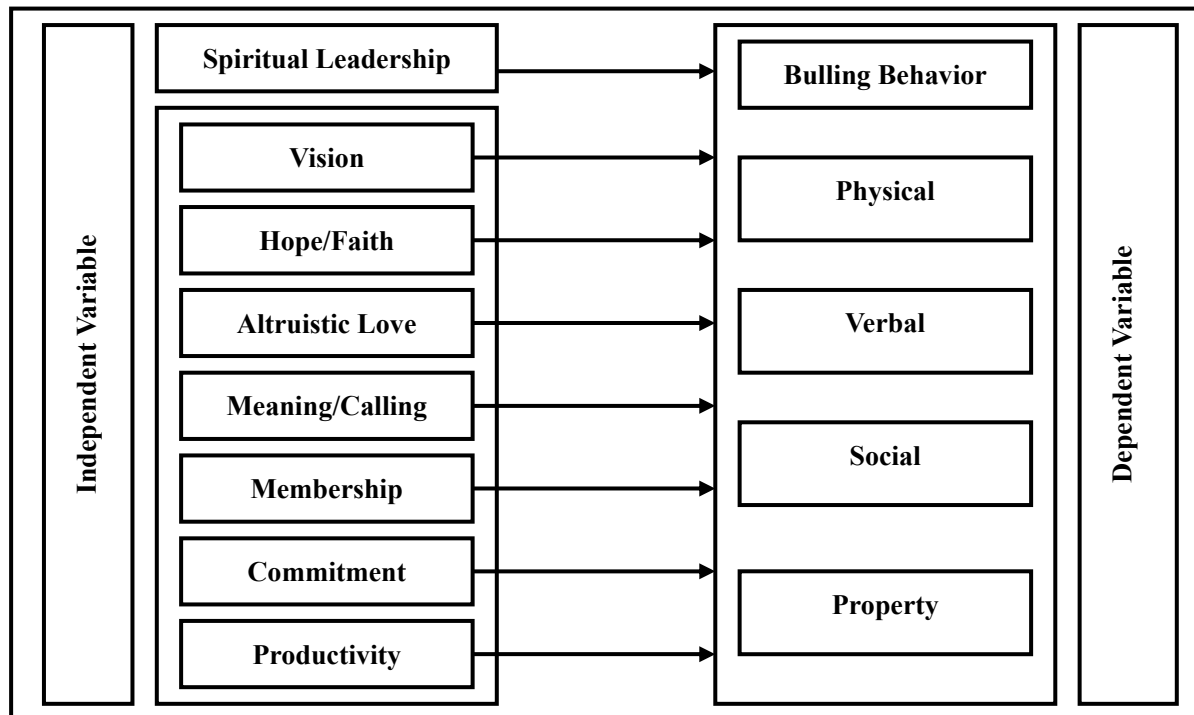 Independent Variable
Spiritual Leadership
Vision
Hope/Faith
Altruistic Love
Meaning/Calling
Membership
Commitment
Productivity
Bulling Behavior
Physical
Verbal
Social
Property
Dependent Variable